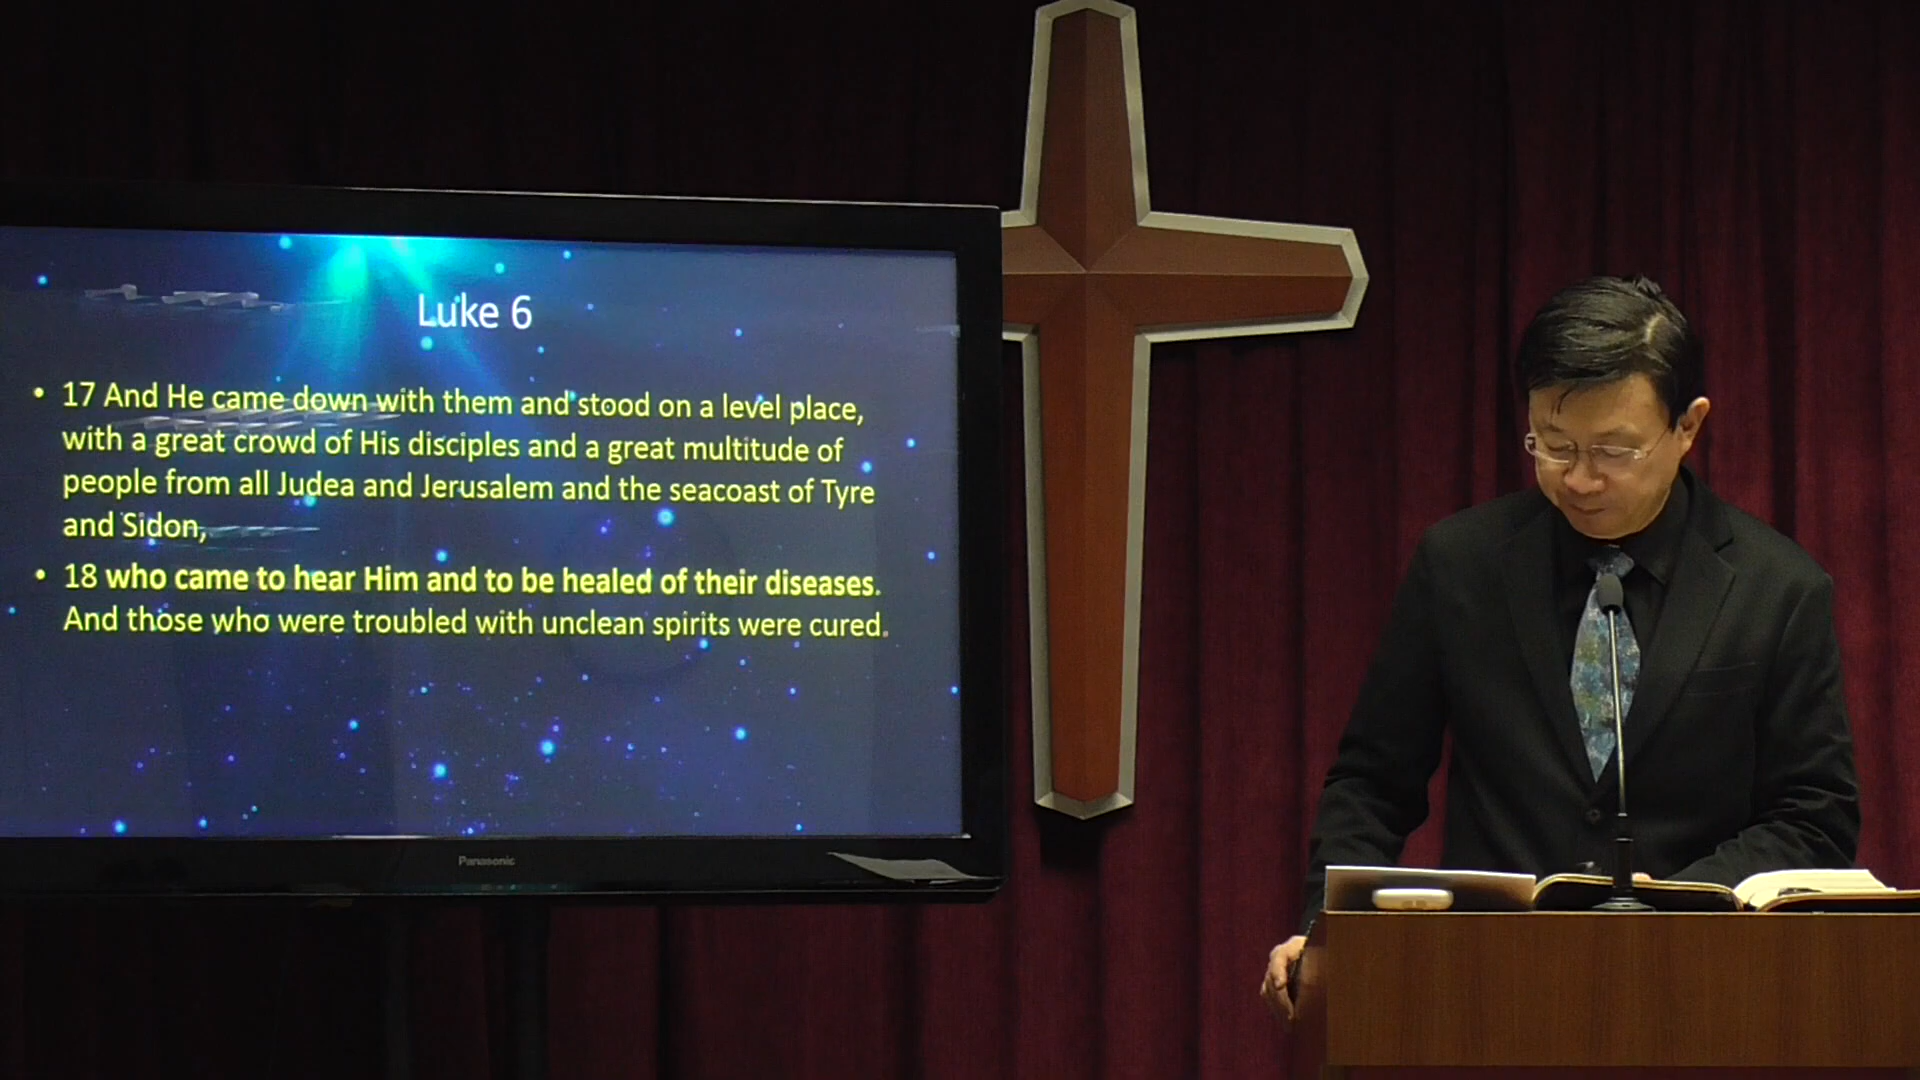 Luke 6
• 17 And He came down with them and stood on a level place,
with a great crowd of His disciples and a great multitude of
people from all Judea and Jerusalem and the seacoast of Tyre
and Sidon,
• 18 who came to hear Him and to be healed of their diseases.
And those who were troubled with unclean spirits were cured.
Panasonic